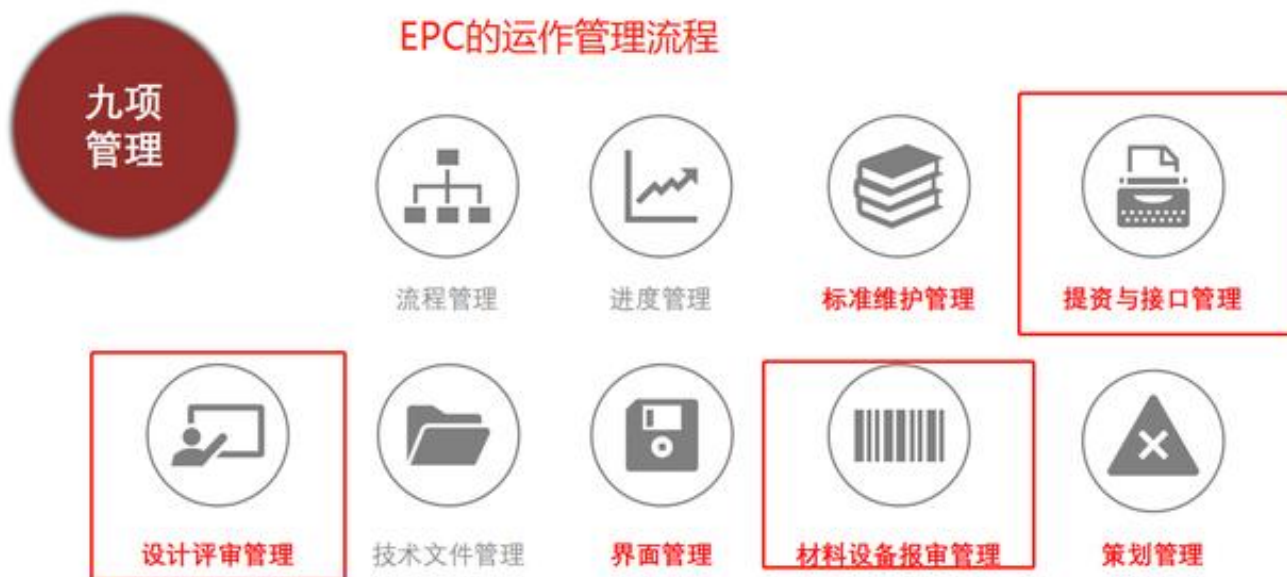 EPC的运作管理流程
九项
管理
流程管理
进度管理
标准维护管理
提资与接口管理
设计评审管理
技术文件管理
界面管理
材料设备报审管理
策划管理